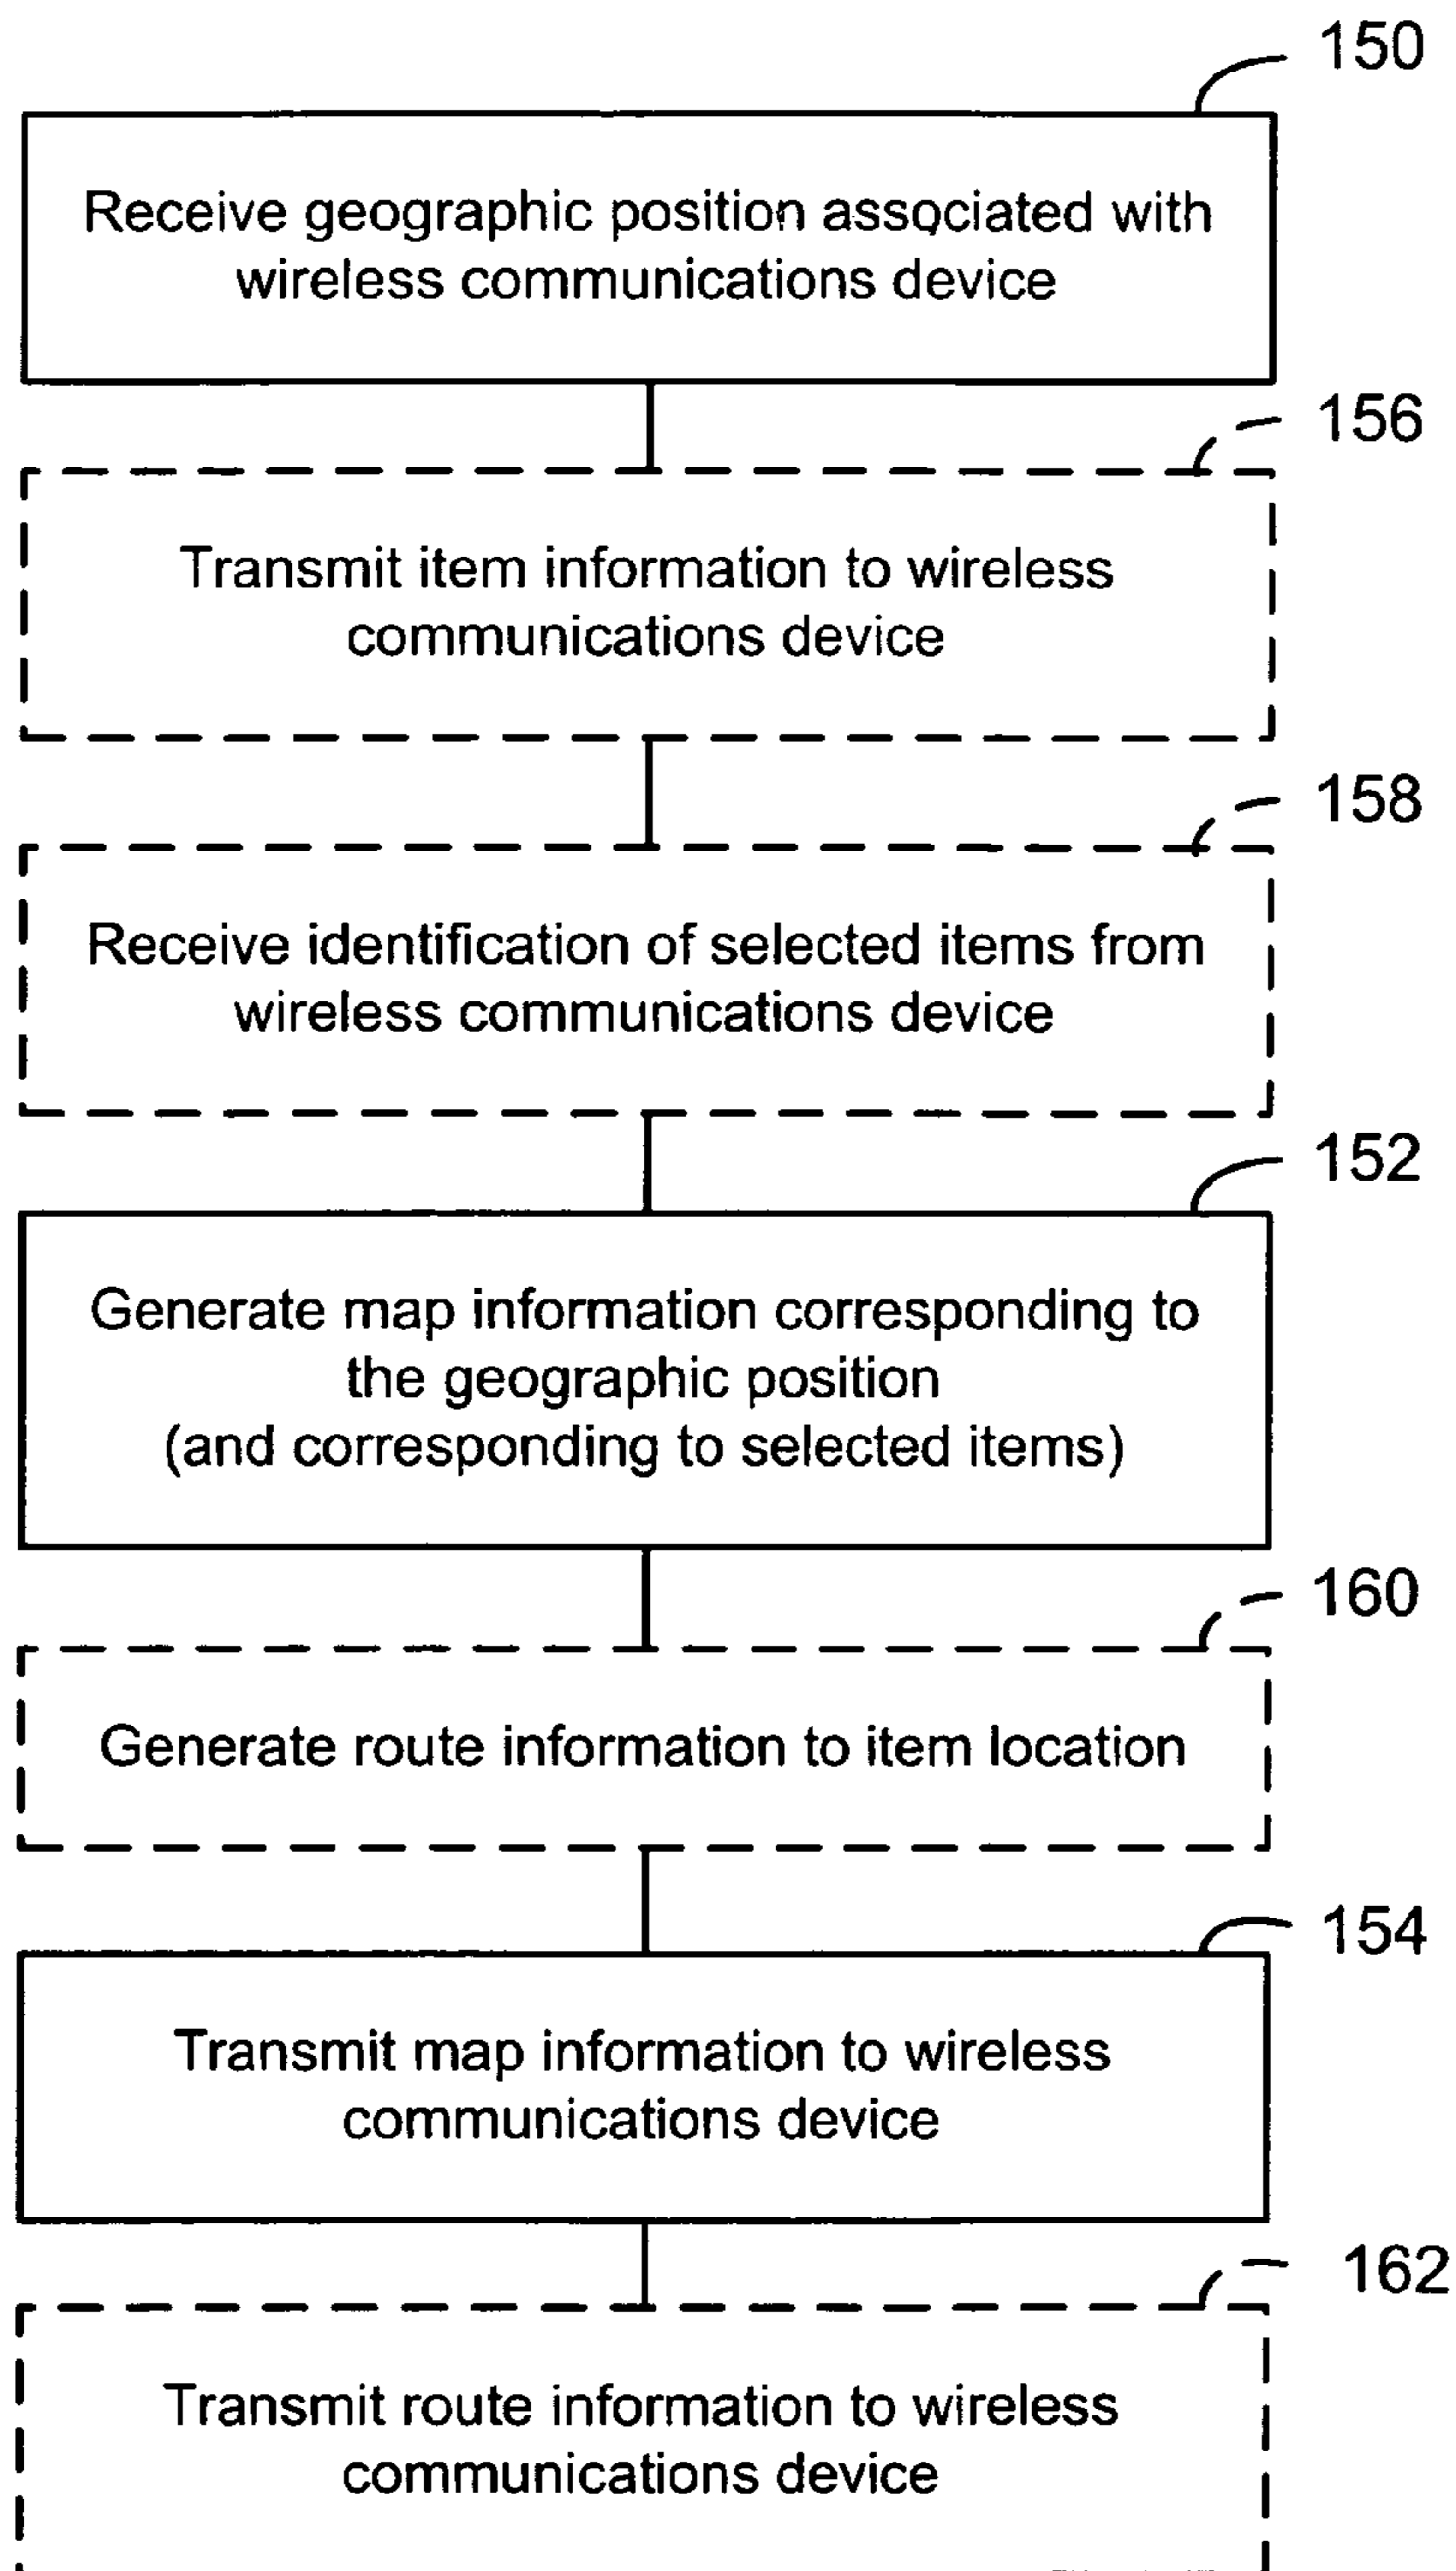 150
Receive geographic position associated with
wireless communications device
156
Transmit item information to wireless
communications device
158
Receive identification of selected items from
wireless communications device
152
Generate map information corresponding to
the geographic position
(and corresponding to selected items)
160
Generate route information to item location
154
Transmit map information to wireless
communications device
162
Transmit route information to wireless
communications device